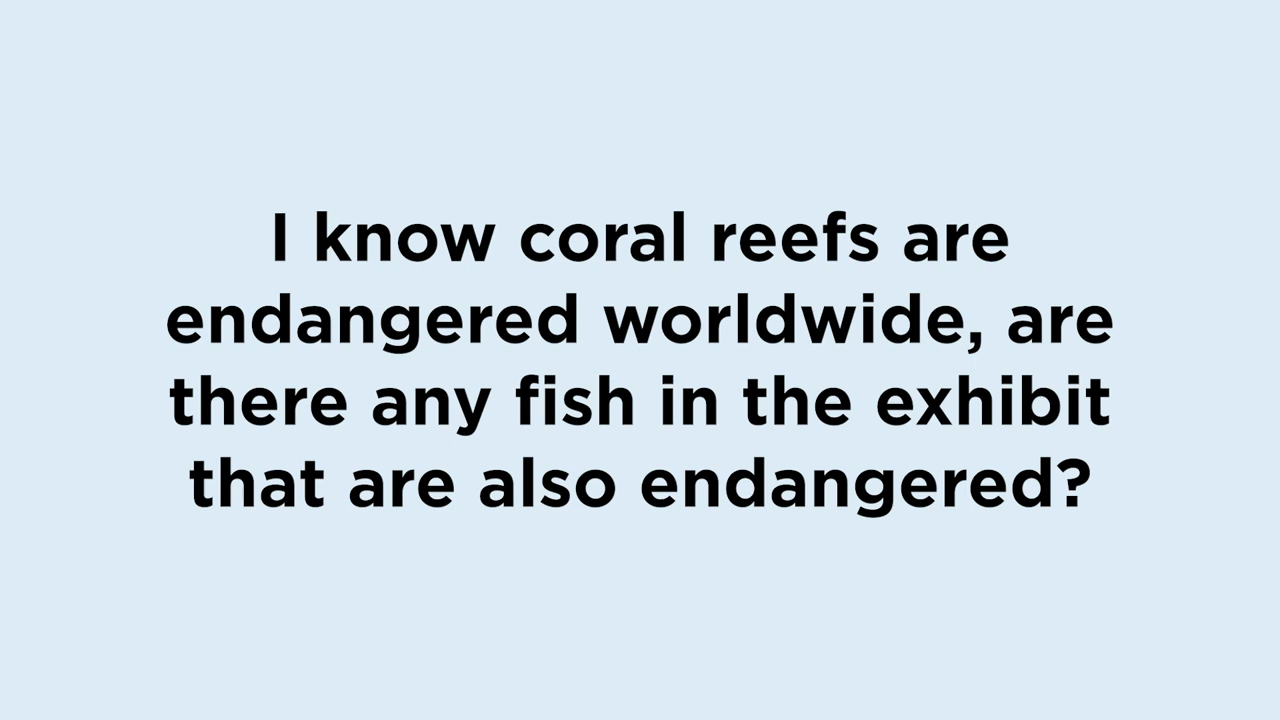 I know coral reefs are
endangered worldwide, are
there any fish in the exhibit
that are also endangered?